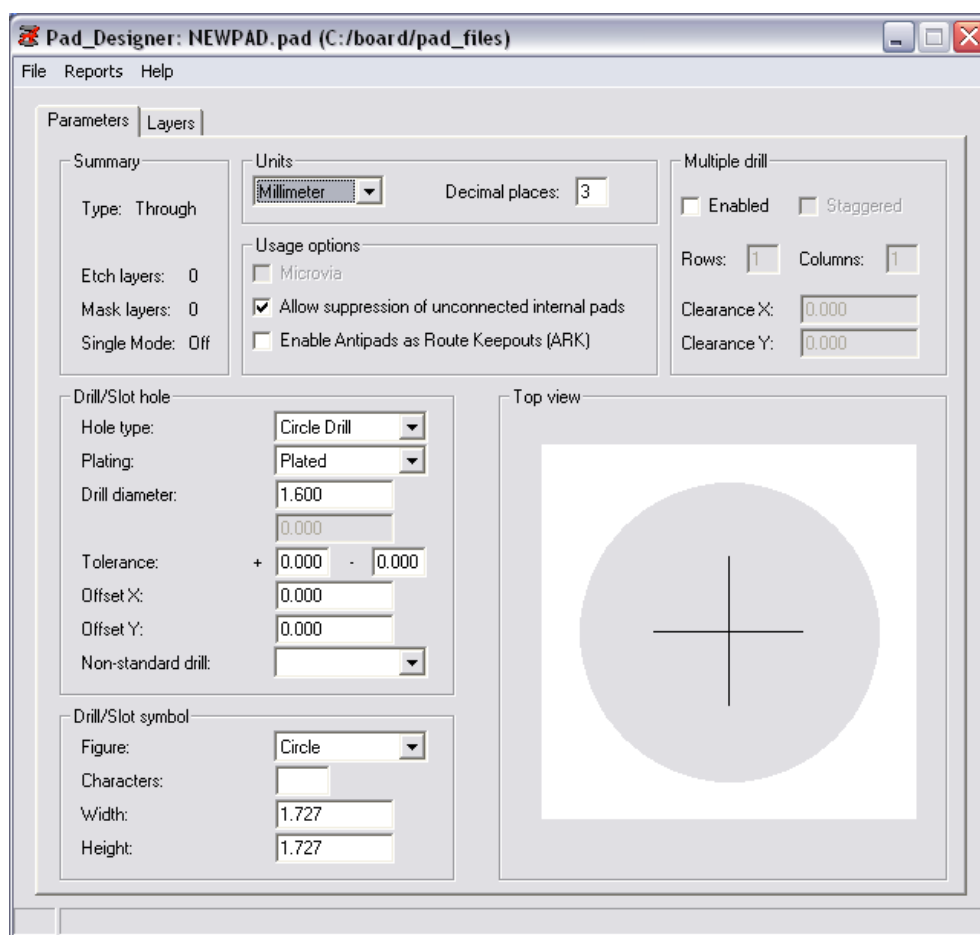 Pad_Designer: NEWPAD.pad (C:/board/pad_files)
File Reports Help
Parameters Layers
Summary
Type: Through
Etch layers: 0
Mask layers: 0
Single Mode: Off
Units
Millimeter Decimal places: 3
Usage options
Microvia
Allow suppression of unconnected internal pads
Enable Antipads as Route Keepouts (ARK)
Multiple drill
Enabled Staggered
Rows: 1 Columns: 1
Clearance X: 0.000
Clearance Y: 0.000
Drill/Slot hole
Hole type: Circle Drill
Plating: Plated
Drill diameter: 1.600
0.000
Tolerance: + 0.000 - 0.000
Offset X: 0.000
Offset Y: 0.000
Non-standard drill:
Drill/Slot symbol
Figure: Circle
Characters:
Width: 1.727
Height: 1.727
Top view